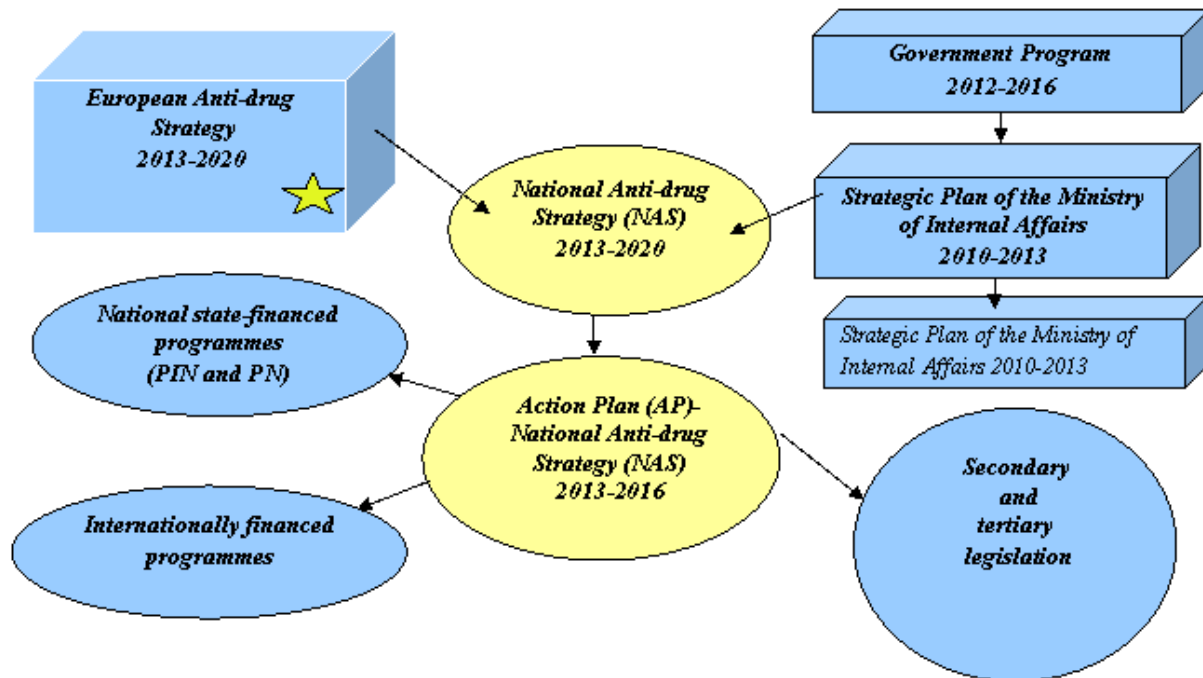 European Anti-drug
Strategy
2013-2020
Government Program
2012-2016
National Anti-drug
Strategy (NAS)
2013-2020
Strategic Plan of the Ministry
of Internal Affairs
2010-2013
National state-financed
programmes
(PIN and PN)
Strategic Plan of the Ministry of
Internal Affairs 2010-2013
Action Plan (AP)-
National Anti-drug
Strategy (NAS)
2013-2016
Secondary
and
tertiary
legislation
Internationally financed
programmes